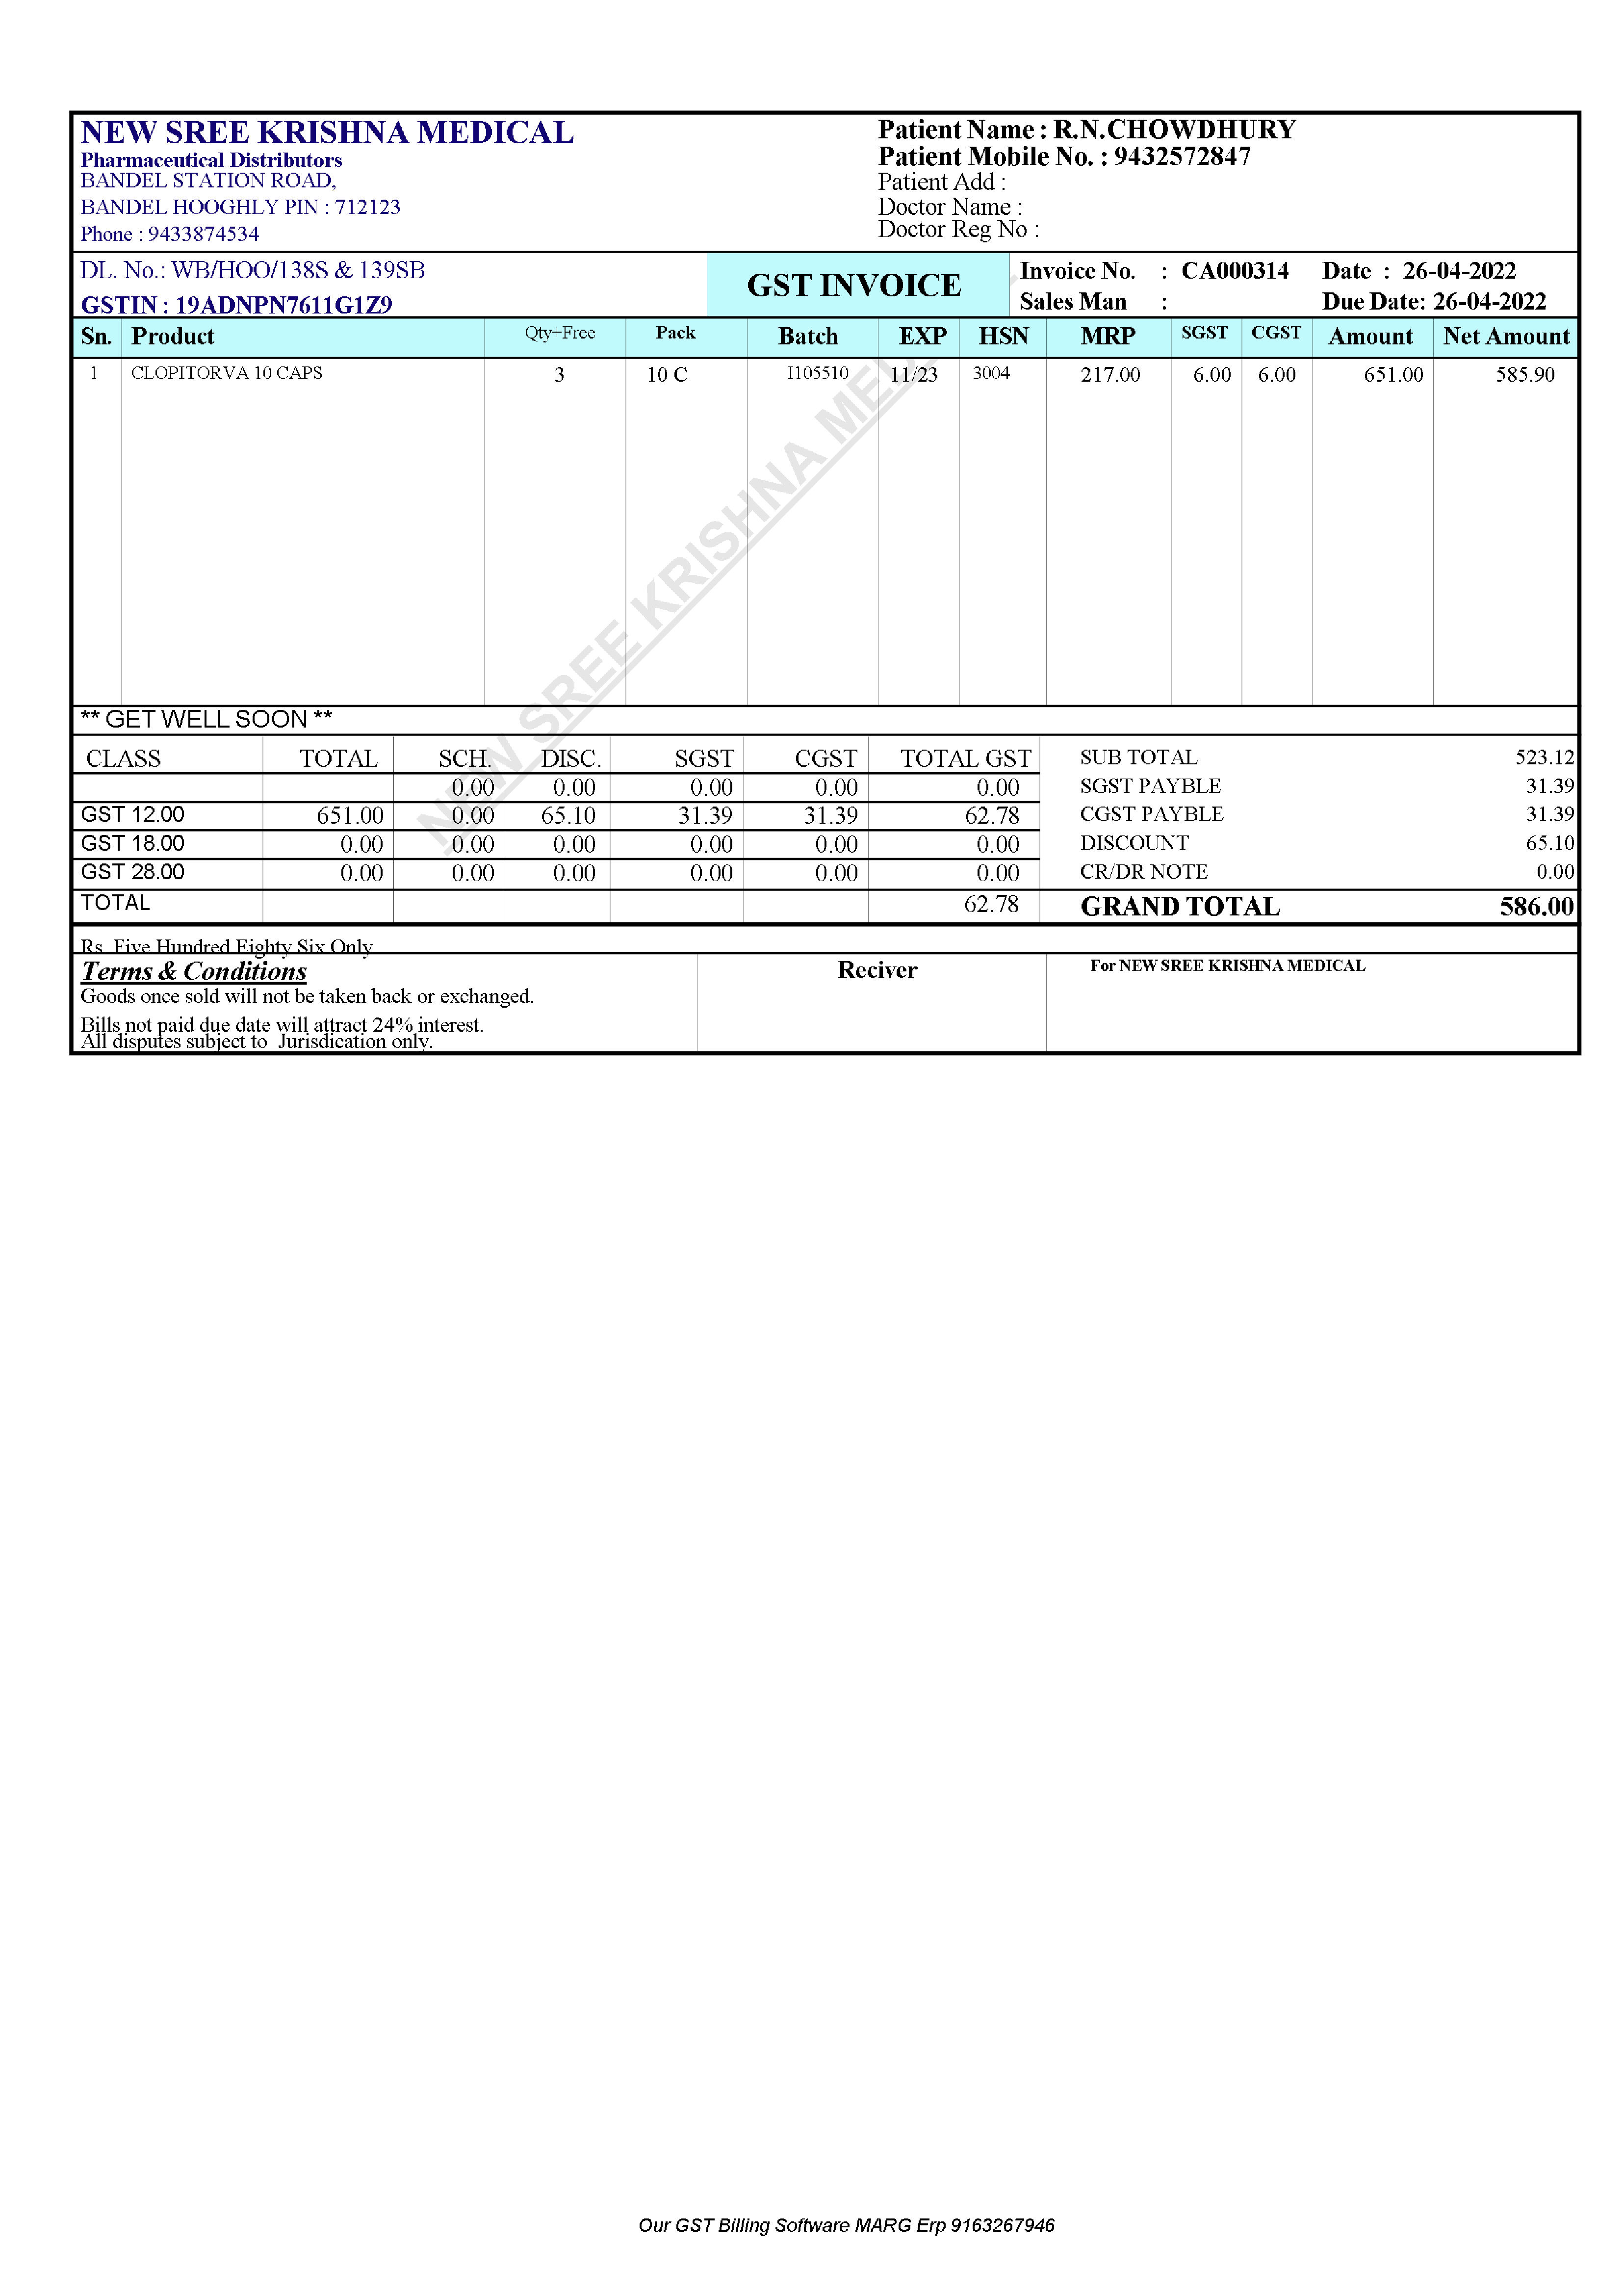 NEW SREE KRISHNA MEDICAL
Pharmaceutical Distributors
BANDEL STATION ROAD,
BANDEL HOOGHLY PIN : 712123
Phone : 9433874534
Patient Name : R.N.CHOWDHURY
Patient Mobile No. : 9432572847
Patient Add :
Doctor Name :
Doctor Reg No :
DL. No.: WB/HOO/138S & 139SB
GSTIN : 19ADNPN7611G1Z9
GST INVOICE
Invoice No. : CA000314 Date : 26-04-2022
Sales Man : Due Date: 26-04-2022
Sn. Product Qty+Free Pack Batch EXP HSN MRP SGST CGST Amount Net Amount
1 CLOPITORVA 10 CAPS 3 10 C I105510 11/23 3004 217.00 6.00 6.00 651.00 585.90
NEW SREE KRISHNA MED
** GET WELL SOON **
CLASS TOTAL SCH. DISC. SGST CGST TOTAL GST
0.00 0.00 0.00 0.00 0.00
GST 12.00 651.00 0.00 65.10 31.39 31.39 62.78
GST 18.00 0.00 0.00 0.00 0.00 0.00 0.00
GST 28.00 0.00 0.00 0.00 0.00 0.00 0.00
TOTAL 62.78
SUB TOTAL 523.12
SGST PAYBLE 31.39
CGST PAYBLE 31.39
DISCOUNT 65.10
CR/DR NOTE 0.00
GRAND TOTAL 586.00
Rs. Five Hundred Eighty Six Only
Terms & Conditions
Goods once sold will not be taken back or exchanged.
Bills not paid due date will attract 24% interest.
All disputes subject to Jurisdication only.
Reciver
For NEW SREE KRISHNA MEDICAL
Our GST Billing Software MARG Erp 9163267946